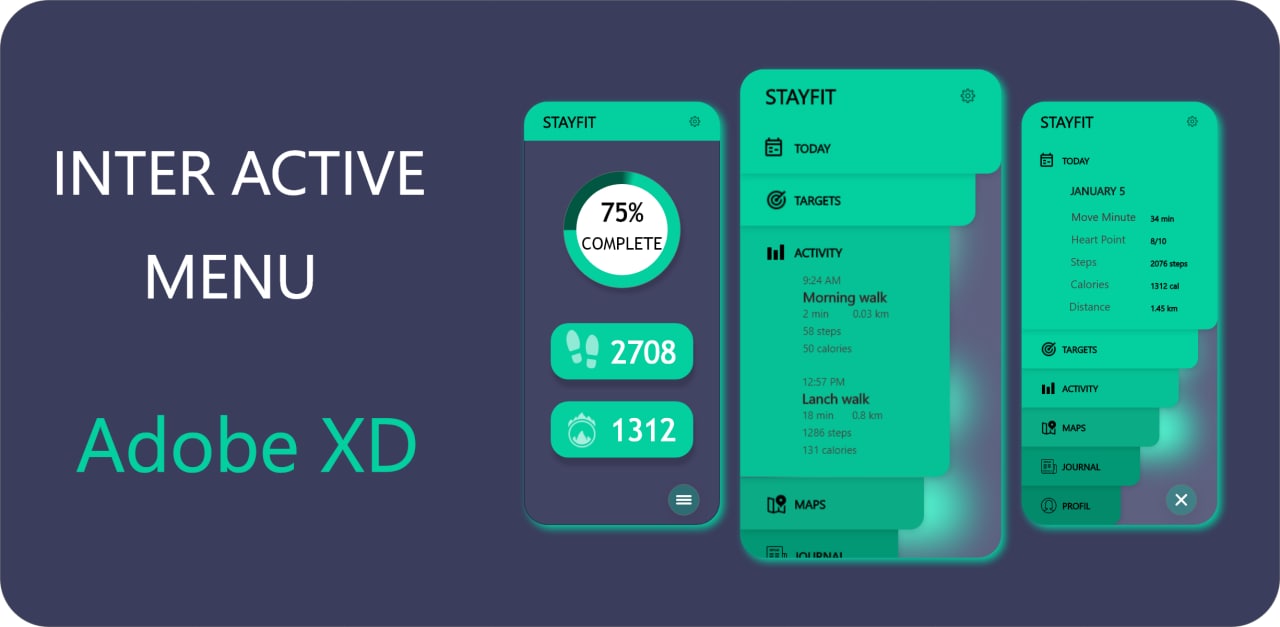 INTER ACTIVE
MENU
Adobe XD
STAYFIT
75%
COMPLETE
2708
1312
STAYFIT
TODAY
TARGETS
ACTIVITY
9:24 AM
Morning walk
2 min 0.03 km
58 steps
50 calories
12:57 PM
Lanch walk
18 min 0.8 km
1286 steps
131 calories
MAPS
JOURNAL
STAYFIT
TODAY
JANUARY 5
Move Minute 34 min
Heart Point 8/10
Steps 2076 steps
Calories 1312 cal
Distance 1.45 km
TARGETS
ACTIVITY
MAPS
JOURNAL
PROFIL